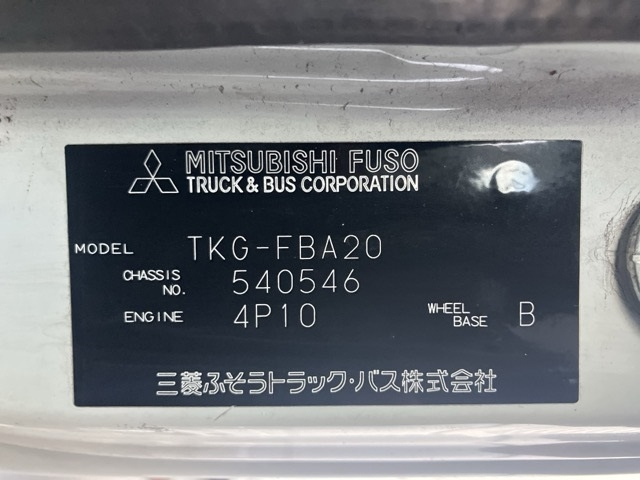 MITSUBISHI FUSO
TRUCK & BUS CORPORATION
MODEL TKG-FBA20
CHASSIS NO. 540546
ENGINE 4P10 WHEEL BASE B
三菱ふそうトラック・バス株式会社